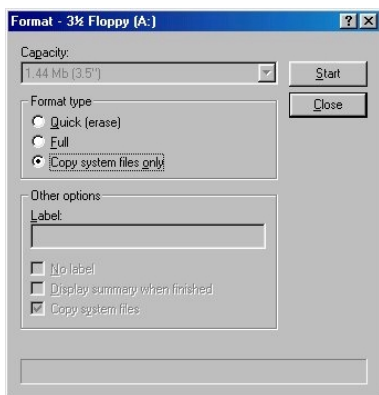 Format - 3½ Floppy (A:)
Capacity:
1.44 Mb (3.5")
Start
Format type
Close
Quick (erase)
Full
Copy system files only
Other options
Label:
No label
Display summary when finished
Copy system files